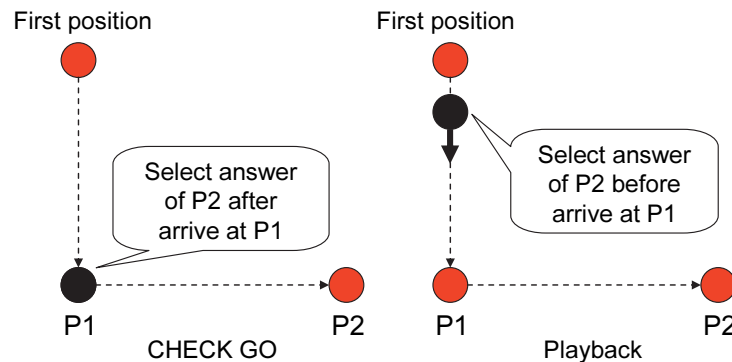 First position
Select answer
of P2 after
arrive at P1
P1
P2
CHECK GO
First position
Select answer
of P2 before
arrive at P1
P1
P2
Playback